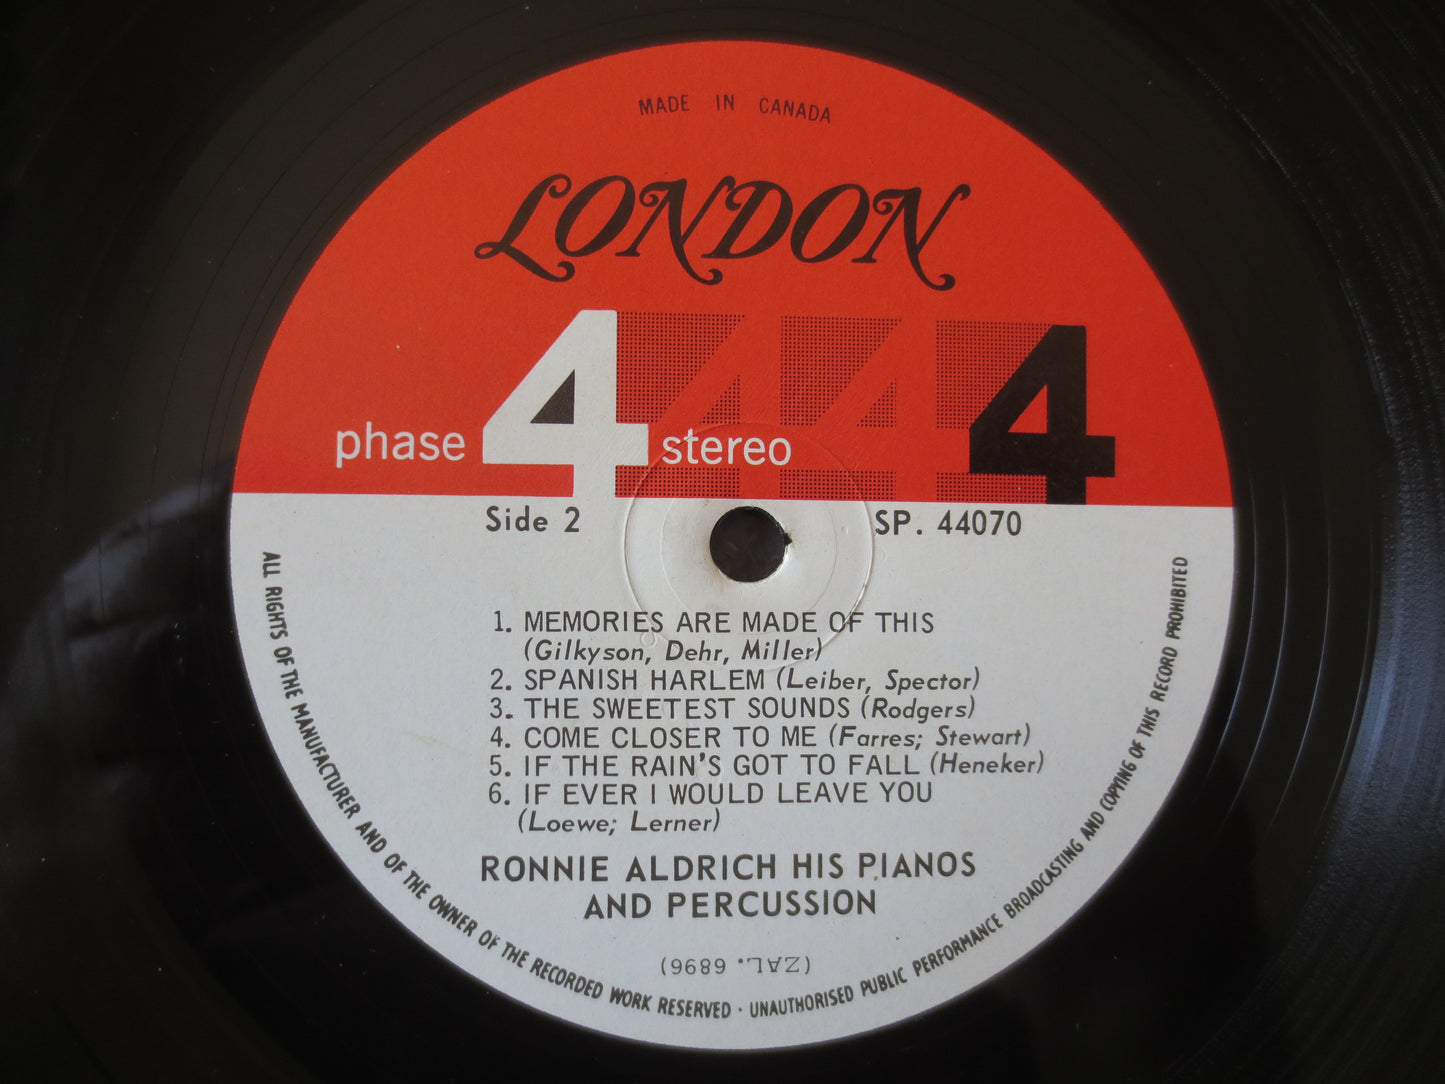 MADE IN CANADA
LONDON
phase 4 stereo 4 4 4
Side 2 SP. 44070
1. MEMORIES ARE MADE OF THIS
(Gilkyson, Dehr, Miller)
2. SPANISH HARLEM (Leiber, Spector)
3. THE SWEETEST SOUNDS (Rodgers)
4. COME CLOSER TO ME (Farres; Stewart)
5. IF THE RAIN'S GOT TO FALL (Heneker)
6. IF EVER I WOULD LEAVE YOU
(Loewe; Lerner)
RONNIE ALDRICH HIS PIANOS
AND PERCUSSION
(ZAL. 6896)
ALL RIGHTS OF THE MANUFACTURER AND OF THE OWNER OF THE RECORDED WORK RESERVED · UNAUTHORISED PUBLIC PERFORMANCE BROADCASTING AND COPYING OF THIS RECORD PROHIBITED